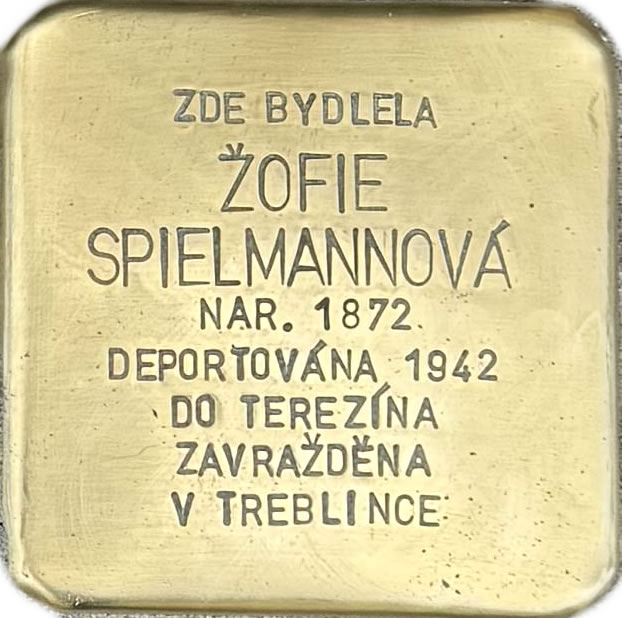 ZDE BYDLELA
ŽOFIE
SPIELMANNOVÁ
NAR. 1872
DEPORTOVÁNA 1942
DO TEREZÍNA
ZAVRAŽDĚNA
V TREBLINCE